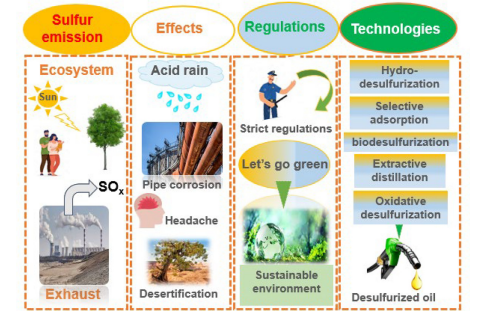 Sulfur
emission
Effects
Regulations
Technologies
Ecosystem
Sun
SOx
Exhaust
Acid rain
Pipe corrosion
Headache
Desertification
Strict regulations
Let's go green
Sustainable
environment
Hydro-
desulfurization
Selective
adsorption
biodesulfurization
Extractive
distillation
Oxidative
desulfurization
Desulfurized oil